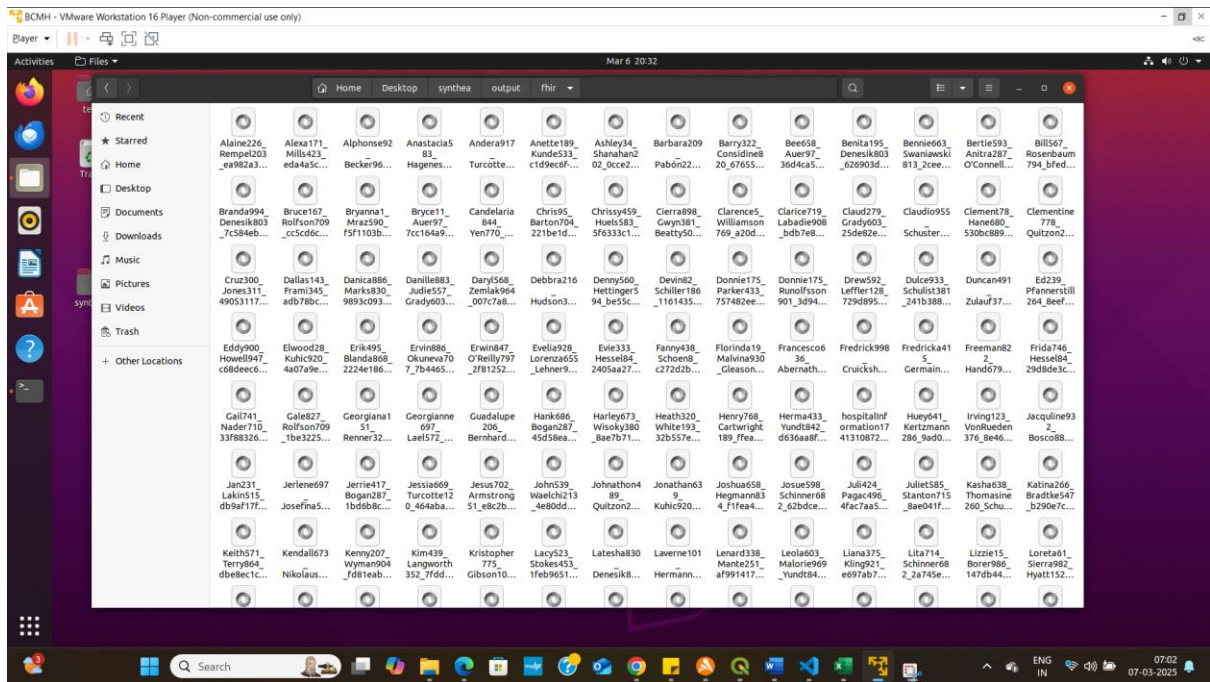 BCMH - VMware Workstation 16 Player (Non-commercial use only)
Player
Activities
Files
Mar 6 20:32
Home Desktop synthea output fhir
Recent
Starred
Home
Desktop
Documents
Downloads
Music
Pictures
Videos
Trash
+ Other Locations
Alaine226_ Alexa171_ Alphonse92 Anastacia5 Andera917 Anette189_ Ashley34_ Barbara209 Barry322_ Bee658_ Benita195_ Bennie663_ Bertie593_ Bill567_
Rempel203 Mills423_ _ 83_ _ Kunde533_ Shanahan2 _ Considine8 Auer97_ Denesik803 Swaniawski Anitra287_ Rosenbaum
_ea982a3... eda4a5c... Becker96... Hagenes... Turcotte... c1d9ec6f-... 02_0cce2... Pabón22... 20_67655... 36d4ca5... _626903d... 813_2cee... O'Connell... 794_bfed...
Branda994_ Bruce167_ Bryanna1_ Bryce11_ Candelaria Chris95_ Chrissy459_ Cierra898_ Clarence5_ Clarice719_ Claud279_ Claudio955 Clement78_ Clementine
Denesik803 Rolfson709 Mraz590_ Auer97_ 844_ Barton704_ Huels583_ Gwyn381_ Williamson Labadie908 Grady603_ _ Hane680_ 778_
_7c584eb... _cc5cd6c... f5f1103b... 7cc164a9... Yen770_... 221be1d... 5f6333c1... Beatty50... 769_a20d... _bdb7e8... 25de82e... Schuster... 530bc889... Quitzon2...
Cruz300_ Dallas143_ Danica886_ Danille883_ Daryl568_ Debbra216 Denny560_ Devin82_ Donnie175_ Donnie175_ Drew592_ Dulce933_ Duncan491 Ed239_
Jones311_ Frami345_ Marks830_ Judie557_ Zemlak964 _ Hettinger5 Schiller186 Parker433_ Runolfsson Leffler128_ Schulist381 _ Pfannerstill
49053117... adb78bc... 9893c093... Grady603... _007c7a8... Hudson3... 94_be55c... _1161435... 757482ee... 901_3d94... 729d895... _241b388... Zulauf37... 264_8eef...
Eddy900_ Elwood28_ Erik495_ Ervin886_ Erwin847_ Evelia928_ Evie333_ Fanny438_ Florinda19_ Francesco6 Fredrick998 Fredricka41 Freeman82 Frida746_
Howell947_ Kuhic920_ Blanda868_ Okuneva70 O'Reilly797 Lorenza655 Hessel84_ Schoen8_ Malvina930 36_ _ 5_ 2_ Hessel84_
c68deec6... 4a07a9e... 2224e186... 7_7b4465... _2f81252... _Lehner9... 2405aa27... c272d2b... _Gleason... Abernath... Cruicksh... Germain... Hand679... 29d8de3c...
Gail741_ Gale827_ Georgiana1 Georgianne Guadalupe Hank686_ Harley673_ Heath320_ Henry768_ Herma433_ hospitalInf Huey641_ Irving123_ Jacquline93
Nader710_ Rolfson709 51_ 697_ 206_ Bogan287_ Wisoky380 White193_ Cartwright Yundt842_ ormation17 Kertzmann VonRueden 2_
33f88326... _1be3225... Renner32... Lael572_... Bernhard... 45d58ea... _8ae7b71... 32b557e... 189_ffea... d636aa8f... 41310872... 286_9ad0... 376_8e46... Bosco88...
Jan231_ Jerlene697 Jerrie417_ Jessia669_ Jesus702_ John539_ Johnathon4 Jonathan63 Joshua658_ Josue598_ Juli424_ Juliet585_ Kasha638_ Katina266_
Lakin515_ _ Bogan287_ Turcotte12 Armstrong Waelchi213 89_ 9_ Hegmann83 Schinner68 Pagac496_ Stanton715 Thomasine Bradtke547
db9af17f... Josefina5... 1bd6b8c... 0_464aba... 51_e8c2b... _4e80dd... Quitzon2... Kuhic920... 4_f1fea4... 2_62bdce... 4fac7aa5... _8ae041f... 260_Schu... _b290e7c...
Keith571_ Kendall673 Kenny207_ Kim439_ Kristopher Lacy523_ Latesha830 Laverne101 Lenard338_ Leola603_ Liana375_ Lita714_ Lizzie15_ Loreta61_
Terry864_ _ Wyman904 Langworth 775_ Stokes453_ _ _ Mante251_ Malorie969 Kling921_ Schinner68 Borer986_ Sierra982_
dbe8ec1c... Nikolaus... _fd81eab... 352_7fdd... Gibson10... 1feb9651... Denesik8... Hermann... af991417... _Yundt84... e697ab7... 2_2a745e... 147db44... Hyatt152...
3
Search
ENG
IN
07:02
07-03-2025